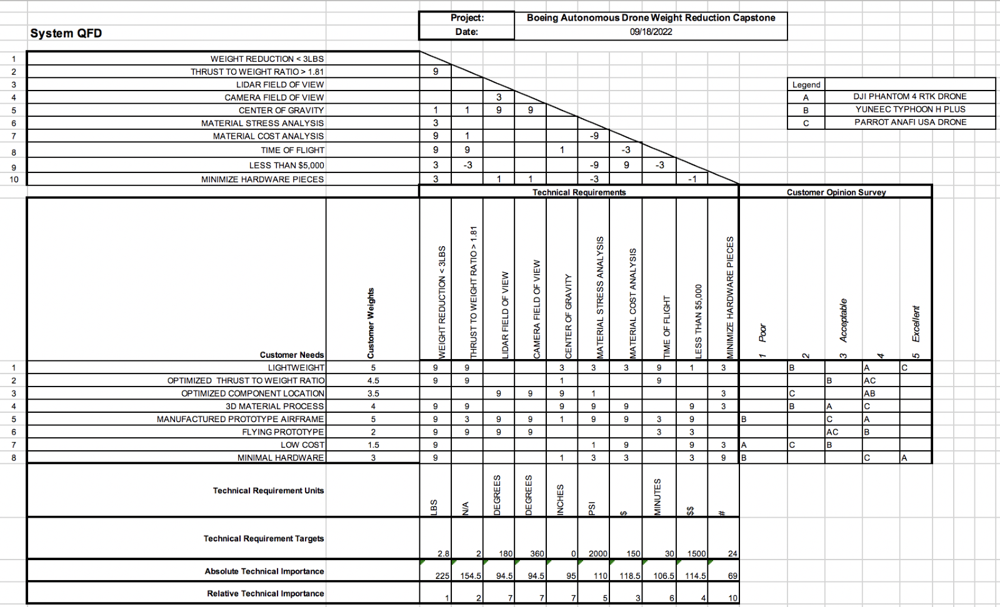 Project: Boeing Autonomous Drone Weight Reduction Capstone
System QFD Date: 09/18/2022
1 WEIGHT REDUCTION < 3LBS
2 THRUST TO WEIGHT RATIO > 1.81 9
3 LIDAR FIELD OF VIEW Legend
4 CAMERA FIELD OF VIEW 3 A DJI PHANTOM 4 RTK DRONE
5 CENTER OF GRAVITY 1 1 9 9 B YUNEEC TYPHOON H PLUS
6 MATERIAL STRESS ANALYSIS 3 C PARROT ANAFI USA DRONE
7 MATERIAL COST ANALYSIS 9 1 -9
8 TIME OF FLIGHT 9 9 1 -3
9 LESS THAN $5,000 3 -3 -9 9 -3
10 MINIMIZE HARDWARE PIECES 3 1 1 -3 -1
Technical Requirements Customer Opinion Survey
Customer Needs
Customer Weights
WEIGHT REDUCTION < 3LBS
THRUST TO WEIGHT RATIO > 1.81
LIDAR FIELD OF VIEW
CAMERA FIELD OF VIEW
CENTER OF GRAVITY
MATERIAL STRESS ANALYSIS
MATERIAL COST ANALYSIS
TIME OF FLIGHT
LESS THAN $5,000
MINIMIZE HARDWARE PIECES
1 Poor
2
3 Acceptable
4
5 Excellent
1 LIGHTWEIGHT 5 9 9 3 3 3 9 1 3 B A C
2 OPTIMIZED THRUST TO WEIGHT RATIO 4.5 9 9 1 9 B AC
3 OPTIMIZED COMPONENT LOCATION 3.5 9 9 9 1 3 C AB
4 3D MATERIAL PROCESS 4 9 9 9 9 9 9 3 B A C
5 MANUFACTURED PROTOTYPE AIRFRAME 5 9 3 9 9 1 9 9 3 9 B C A
6 FLYING PROTOTYPE 2 9 9 9 9 3 3 AC B
7 LOW COST 1.5 9 1 9 9 3 A C B
8 MINIMAL HARDWARE 3 9 1 3 3 3 9 B C A
Technical Requirement Units LBS N/A DEGREES DEGREES INCHES PSI $ MINUTES $$ #
Technical Requirement Targets 2.8 2 180 360 0 2000 150 30 1500 24
Absolute Technical Importance 225 154.5 94.5 94.5 95 110 118.5 106.5 114.5 69
Relative Technical Importance 1 2 7 7 7 5 3 6 4 10